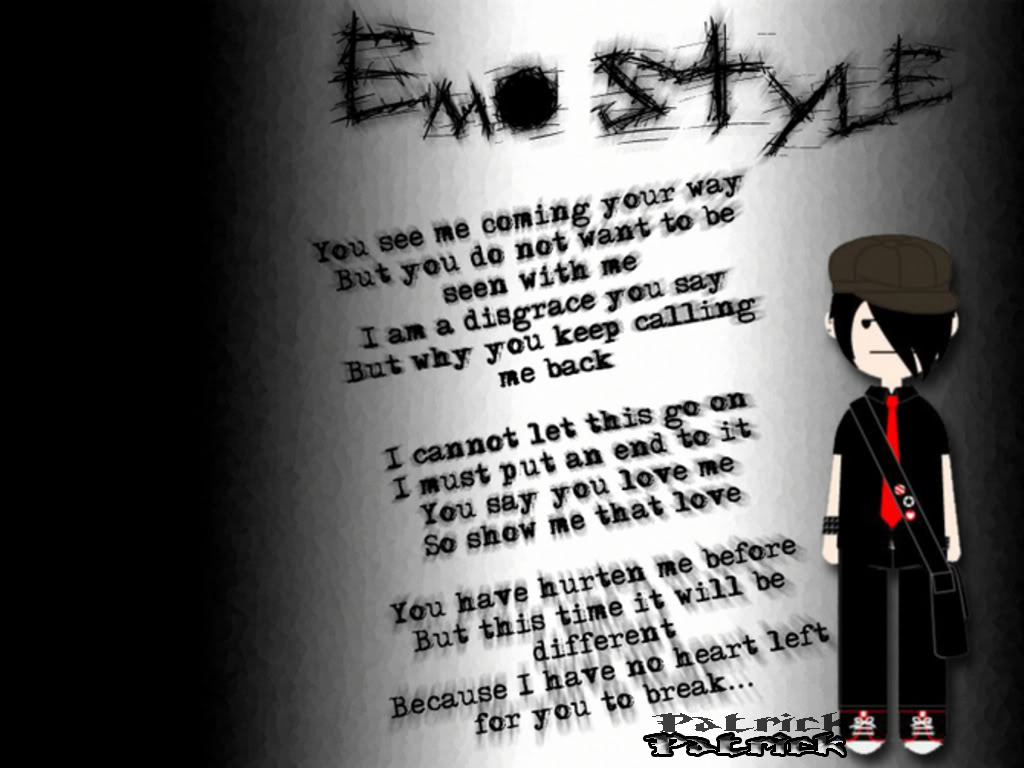 Emo Style
You see me coming your way
But you do not want to be
seen with me
I am a disgrace you say
But why you keep calling
me back
I cannot let this go on
I must put an end to it
You say you love me
So show me that love
You have hurten me before
But this time it will be
different
Because I have no heart left
for you to break...
Patrick
Patrick